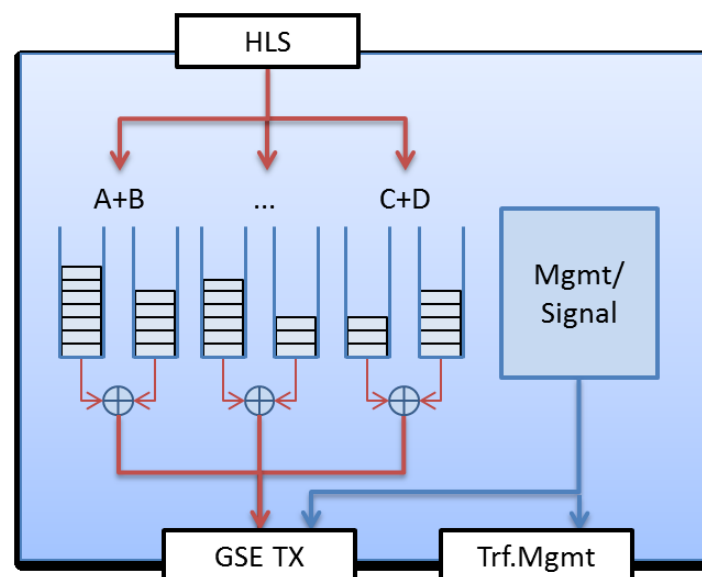 HLS
A+B
...
C+D
Mgmt/
Signal
GSE TX
Trf.Mgmt